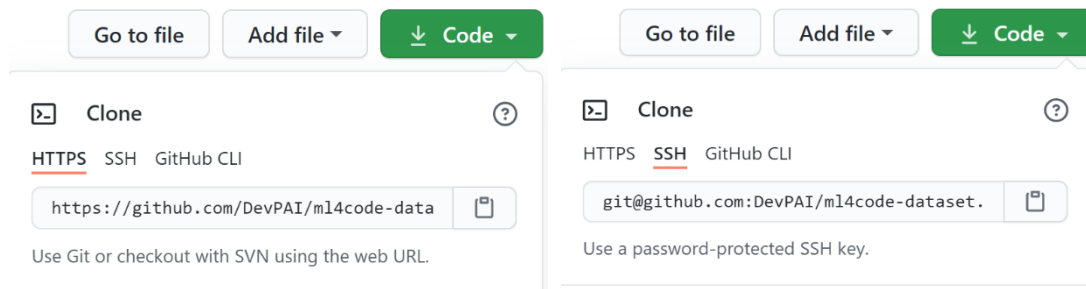 Go to file Add file Code
Clone
HTTPS SSH GitHub CLI
https://github.com/DevPAI/ml4code-data
Use Git or checkout with SVN using the web URL.
Go to file Add file Code
Clone
HTTPS SSH GitHub CLI
git@github.com:DevPAI/ml4code-dataset.
Use a password-protected SSH key.